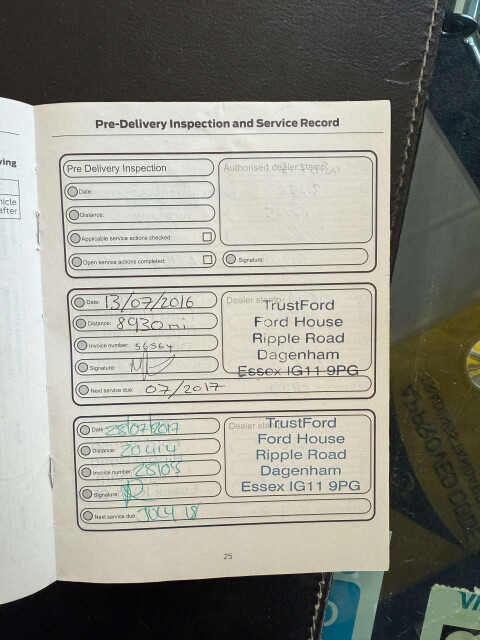 Pre-Delivery Inspection and Service Record
Pre Delivery Inspection
Authorised dealer stamp
Date:
Distance:
Applicable service actions checked:
Open service actions completed:
Signature:
Date: 13/07/2016
Distance: 8930 mi
Invoice number: 56564
Signature:
Next service due: 07/2017
Dealer stamp:
TrustFord
Ford House
Ripple Road
Dagenham
Essex IG11 9PG
Date: 28/07/2017
Distance: 20414
Invoice number: 28105
Signature:
Next service due: JULY 18
Dealer stamp:
TrustFord
Ford House
Ripple Road
Dagenham
Essex IG11 9PG
25
ving
hicle
after